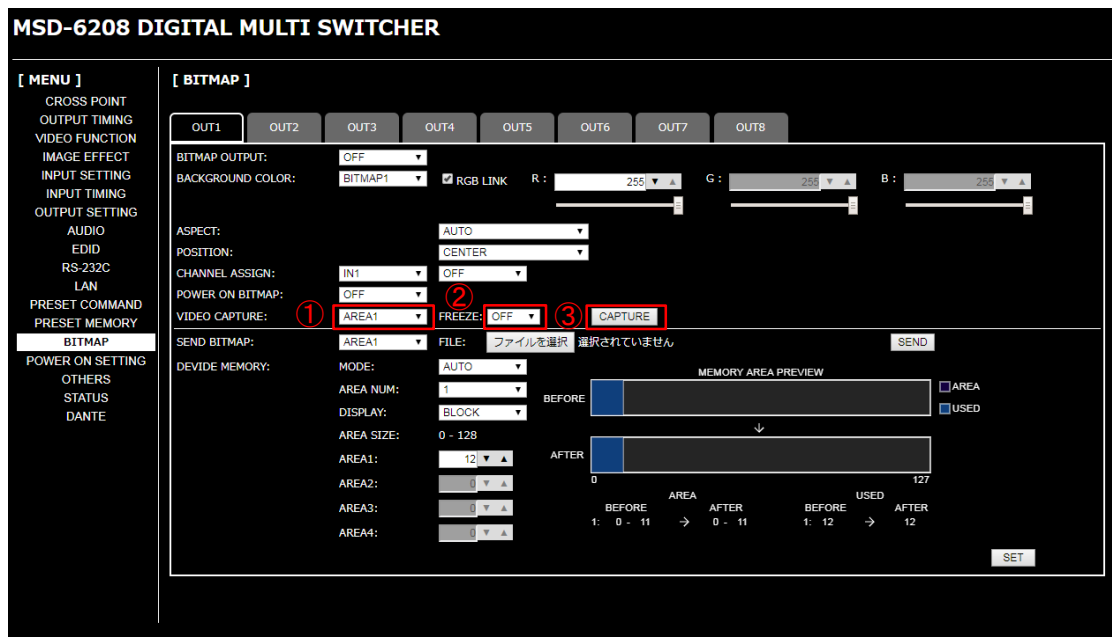 MSD-6208 DIGITAL MULTI SWITCHER
[ MENU ]
CROSS POINT
OUTPUT TIMING
VIDEO FUNCTION
IMAGE EFFECT
INPUT SETTING
INPUT TIMING
OUTPUT SETTING
AUDIO
EDID
RS-232C
LAN
PRESET COMMAND
PRESET MEMORY
BITMAP
POWER ON SETTING
OTHERS
STATUS
DANTE
[ BITMAP ]
OUT1 OUT2 OUT3 OUT4 OUT5 OUT6 OUT7 OUT8
BITMAP OUTPUT: OFF
BACKGROUND COLOR: BITMAP1 RGB LINK R : 255 G : 255 B : 255
ASPECT: AUTO
POSITION: CENTER
CHANNEL ASSIGN: IN1 OFF
POWER ON BITMAP: OFF
VIDEO CAPTURE: ① AREA1 ② FREEZE: OFF ③ CAPTURE
SEND BITMAP: AREA1 FILE: ファイルを選択 選択されていません SEND
DEVIDE MEMORY: MODE: AUTO
AREA NUM: 1
DISPLAY: BLOCK
AREA SIZE: 0 - 128
AREA1: 12
AREA2: 0
AREA3: 0
AREA4: 0
MEMORY AREA PREVIEW
BEFORE
AREA
USED
↓
AFTER
0 127
AREA USED
BEFORE AFTER BEFORE AFTER
1: 0 - 11 → 0 - 11 1: 12 → 12
SET